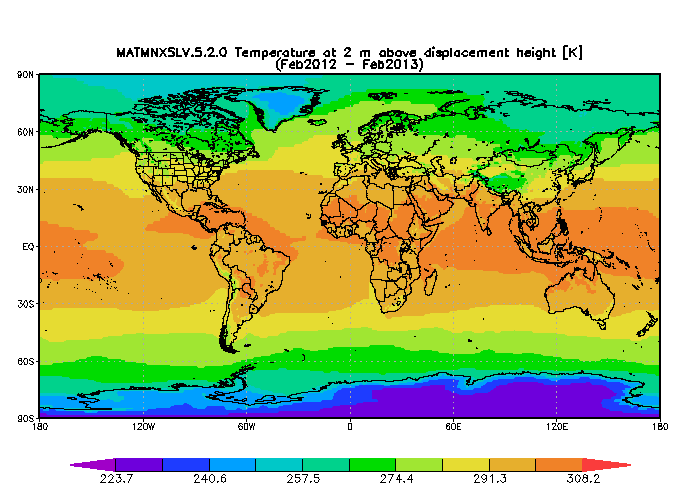 MATMNXSLV.5.2.0 Temperature at 2 m above displacement height [K]
(Feb2012 - Feb2013)
90N
60N
30N
EQ
30S
60S
90S
180 120W 60W 0 60E 120E 180
223.7 240.6 257.5 274.4 291.3 308.2